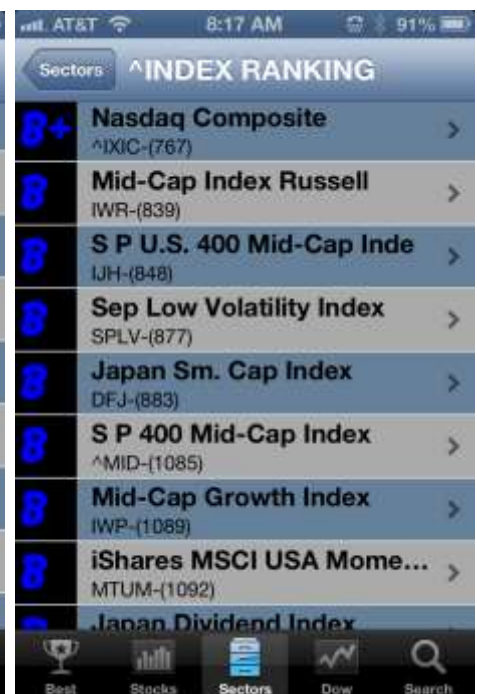 AT&T 8:17 AM 91%
Sectors ^INDEX RANKING
B+ Nasdaq Composite
^IXIC-(767)
B Mid-Cap Index Russell
IWR-(839)
B S P U.S. 400 Mid-Cap Inde
IJH-(848)
B Sep Low Volatility Index
SPLV-(877)
B Japan Sm. Cap Index
DFJ-(883)
B S P 400 Mid-Cap Index
^MID-(1085)
B Mid-Cap Growth Index
IWP-(1089)
B iShares MSCI USA Mome...
MTUM-(1092)
Japan Dividend Index
Best Stocks Sectors Dow Search